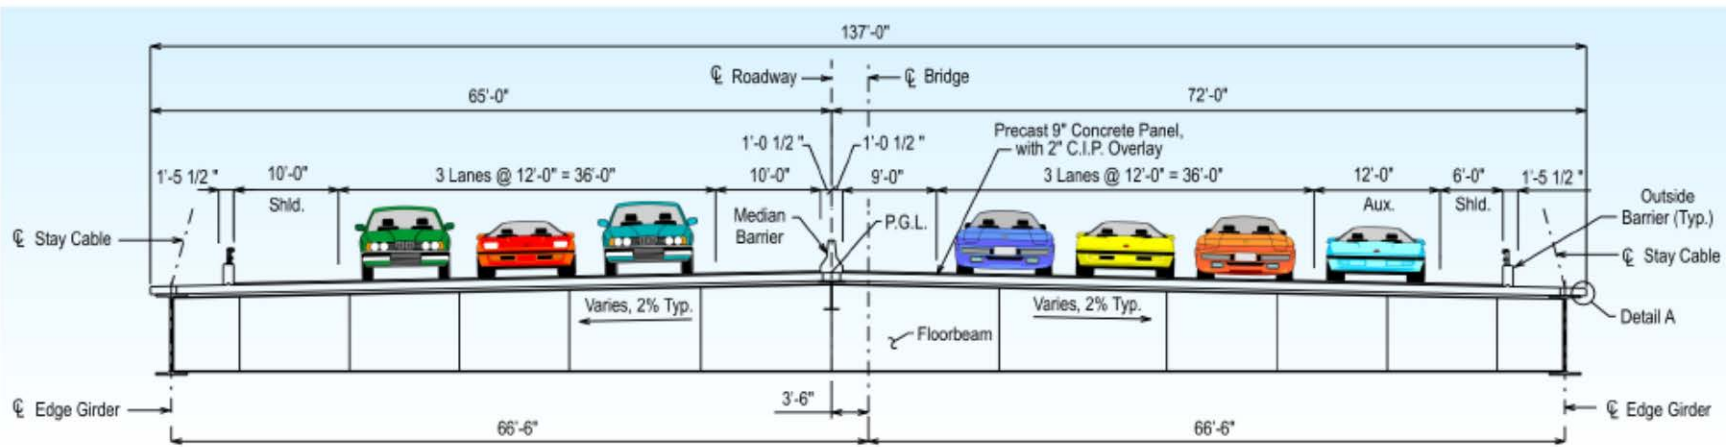 137'-0"
℄ Roadway
℄ Bridge
65'-0"
72'-0"
1'-0 1/2 "
1'-0 1/2 "
Precast 9" Concrete Panel,
with 2" C.I.P. Overlay
1'-5 1/2 "
10'-0"
3 Lanes @ 12'-0" = 36'-0"
10'-0"
9'-0"
3 Lanes @ 12'-0" = 36'-0"
12'-0"
6'-0"
1'-5 1/2 "
Shld.
Aux.
Shld.
Outside
Barrier (Typ.)
Median
Barrier
P.G.L.
℄ Stay Cable
℄ Stay Cable
Varies, 2% Typ.
Varies, 2% Typ.
Detail A
Floorbeam
3'-6"
℄ Edge Girder
℄ Edge Girder
66'-6"
66'-6"